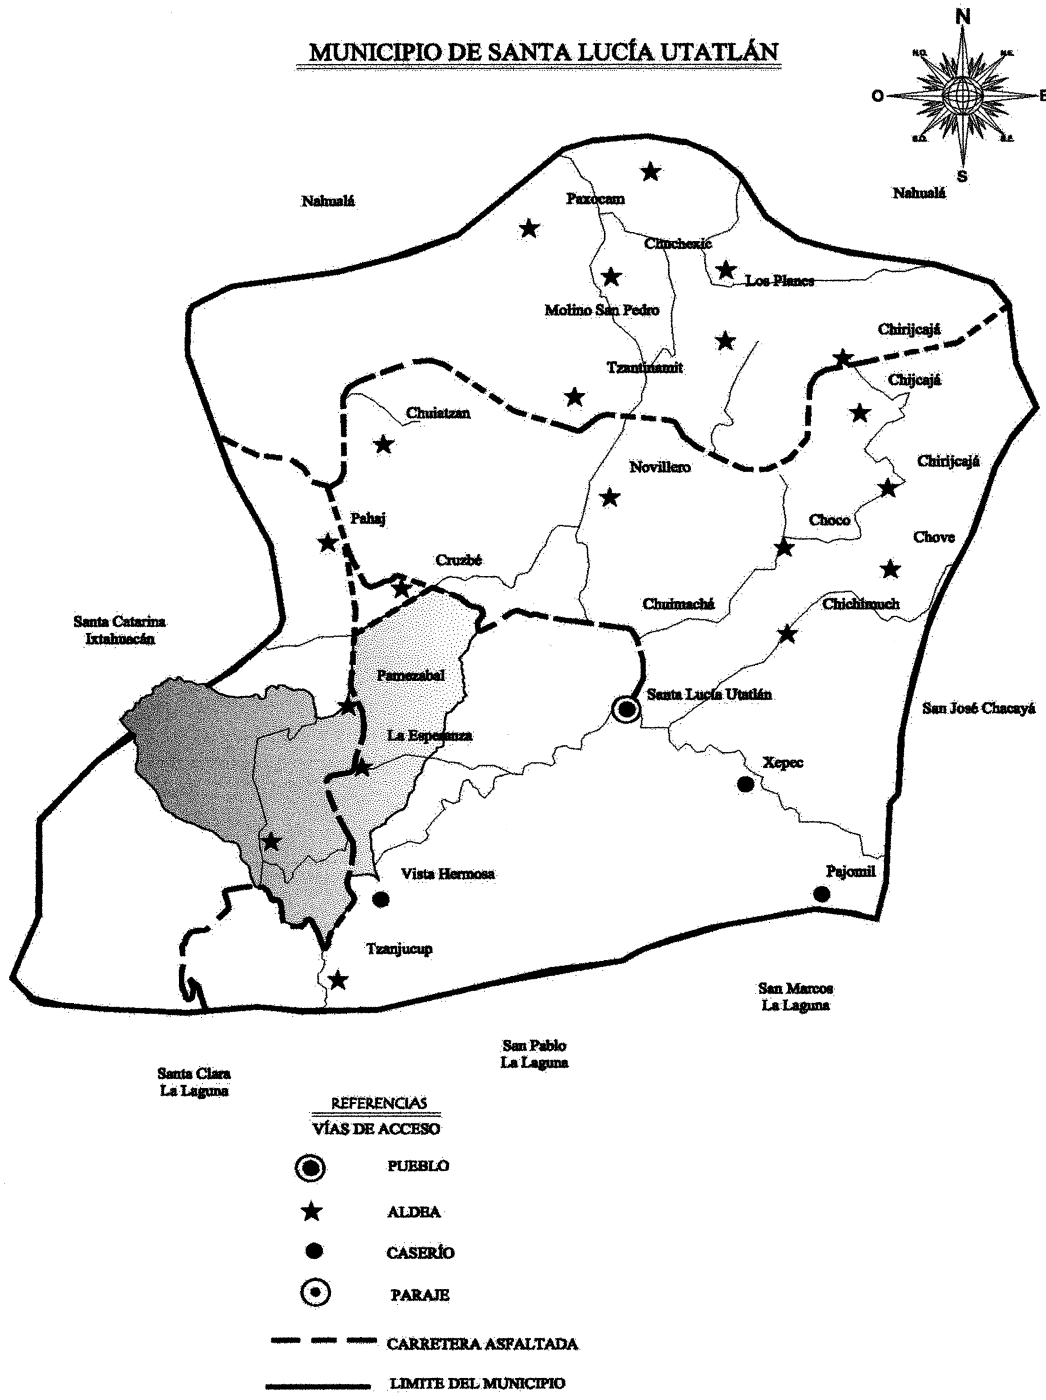 MUNICIPIO DE SANTA LUCÍA UTATLÁN
N
N.O.
N.E.
O
E
S.O.
S.E.
S
Nahualá
Nahualá
Paxocam
Chuchexic
Los Planes
Molino San Pedro
Chirijcajá
Tzantinamit
Chijcajá
Chuiatzan
Novillero
Chirijcajá
Pahaj
Choco
Chove
Cruzbé
Chuimachá
Chichimuch
Santa Catarina
Ixtahuacán
Pamezabal
Santa Lucía Utatlán
San José Chacayá
La Esperanza
Xepec
Vista Hermosa
Pajomil
Tzanjucup
San Marcos
La Laguna
San Pablo
La Laguna
Santa Clara
La Laguna
REFERENCIAS
VÍAS DE ACCESO
PUEBLO
ALDEA
CASERÍO
PARAJE
CARRETERA ASFALTADA
LIMITE DEL MUNICIPIO